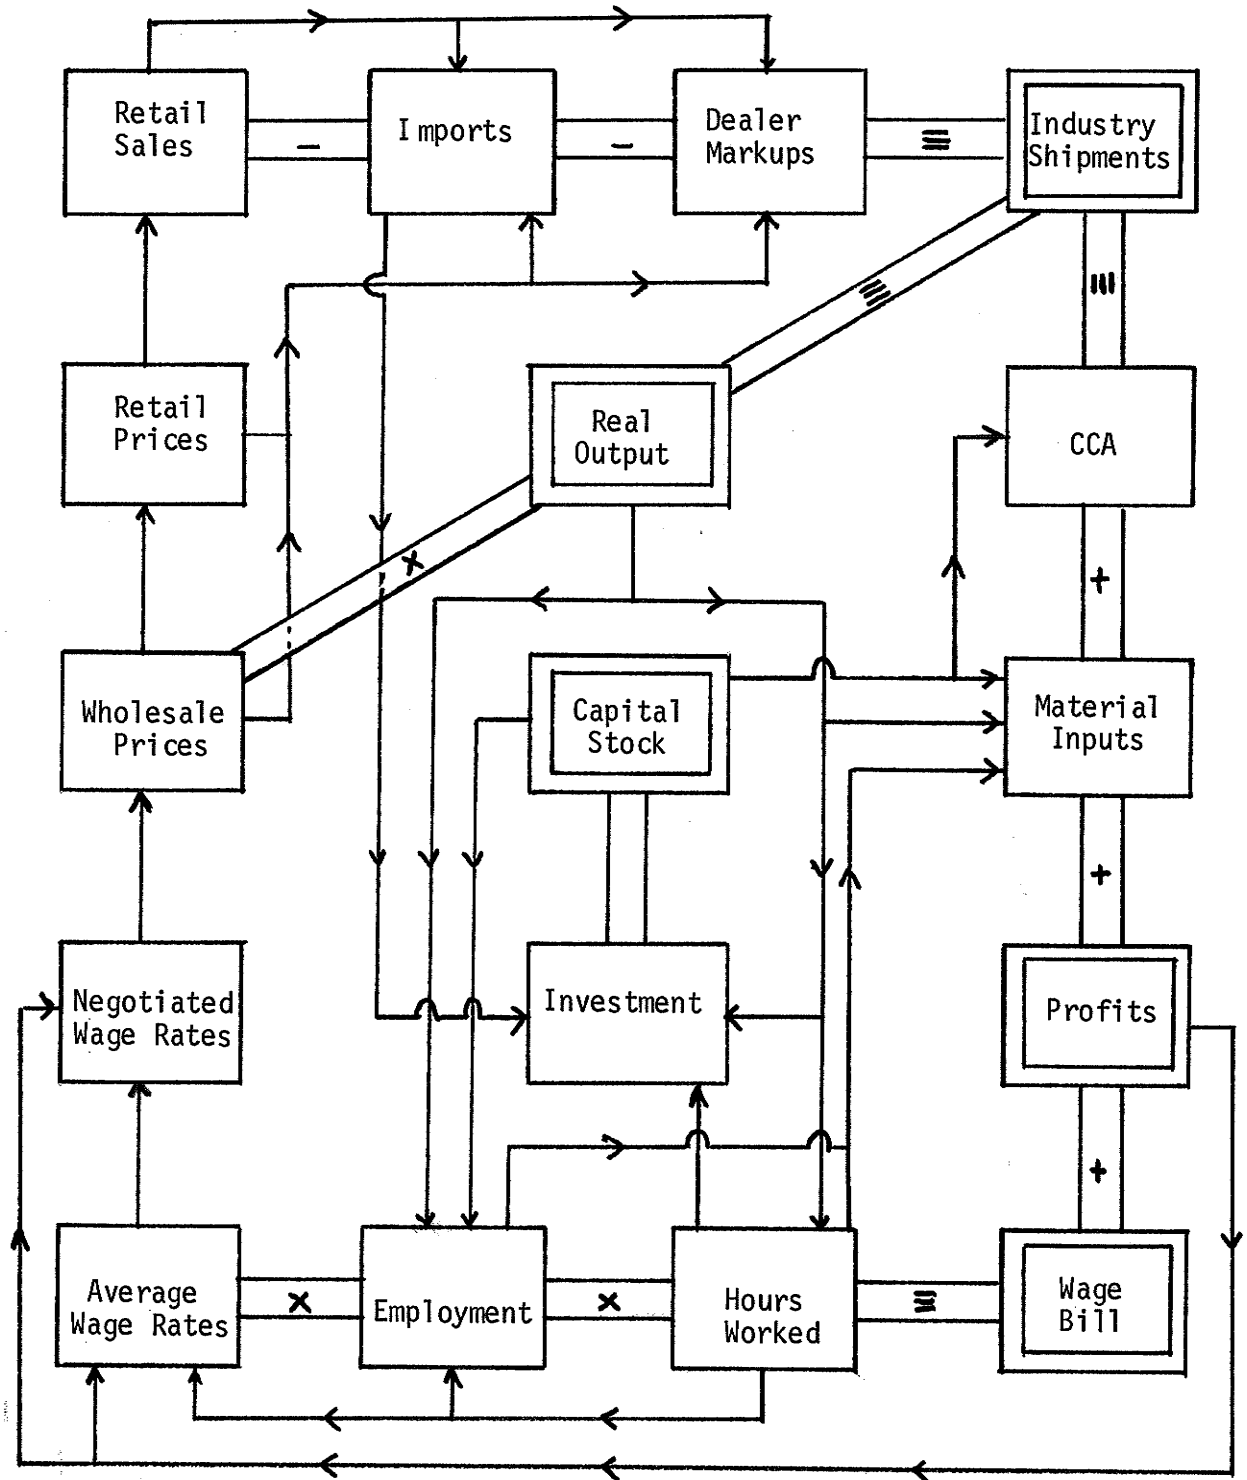 Retail
Sales
−
Imports
−
Dealer
Markups
≡
Industry
Shipments
≡
≡
Retail
Prices
Real
Output
CCA
×
+
Wholesale
Prices
Capital
Stock
Material
Inputs
+
Negotiated
Wage Rates
Investment
Profits
+
Average
Wage Rates
×
Employment
×
Hours
Worked
≡
Wage
Bill